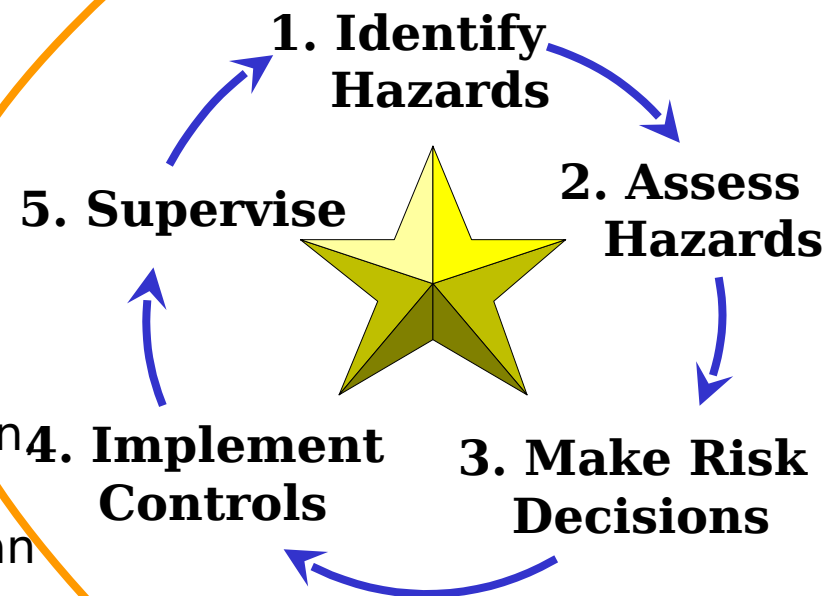 1. Identify
Hazards
2. Assess
Hazards
3. Make Risk
Decisions
4. Implement
Controls
5. Supervise